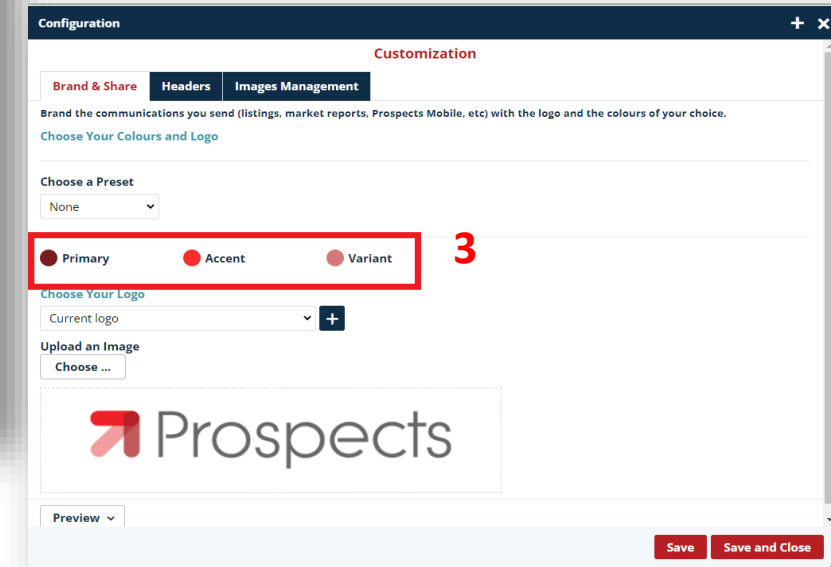 Configuration
Customization
Brand & Share Headers Images Management
Brand the communications you send (listings, market reports, Prospects Mobile, etc) with the logo and the colours of your choice.
Choose Your Colours and Logo
Choose a Preset
None
Primary Accent Variant 3
Choose Your Logo
Current logo
Upload an Image
Choose ...
Prospects
Preview
Save Save and Close